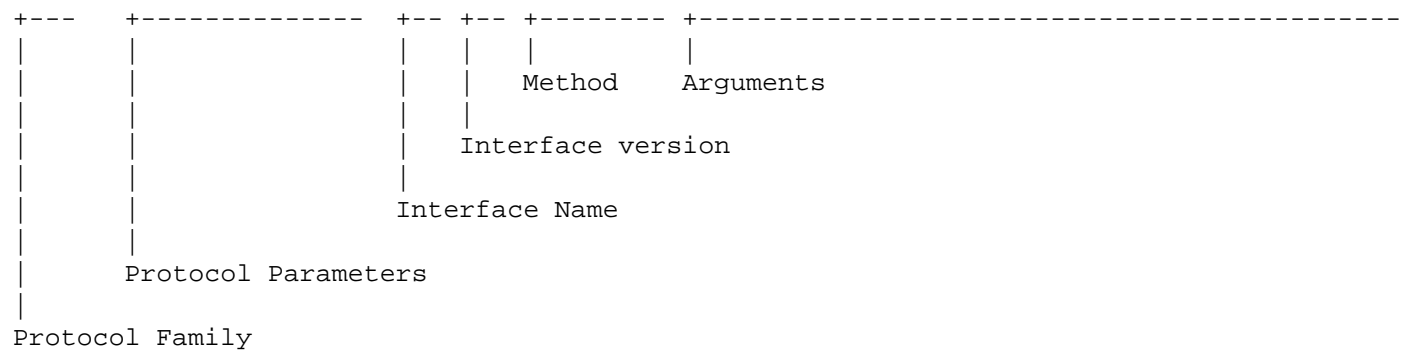 +---   +--------------  +-- +-- +-------- +--------------------------------------------
|      |                |   |   |         |
|      |                |   |   Method    Arguments
|      |                |   |
|      |                |   Interface version
|      |                |
|      |                Interface Name
|      |
|      Protocol Parameters
|
Protocol Family